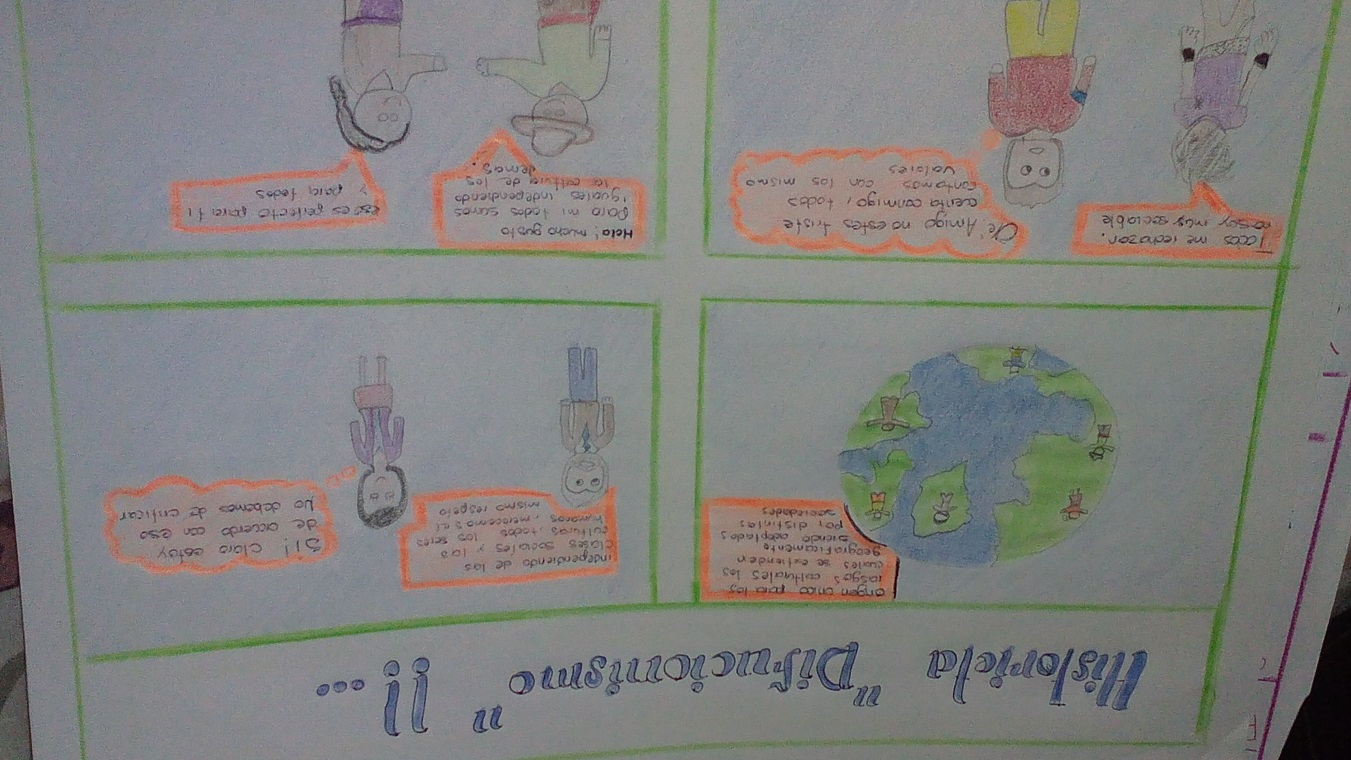 Historieta "Difucionismo" ¡¡...
origen único para los
rasgos culturales los
cuales se extienden
geograficamente
siendo adoptados
por distintas
sociedades
independiendo de las
clases sociales y las
culturas, todos los seres
humanos, merecemos el
mismo respeto
SI! claro estoy
de acuerdo con eso
no debemos de criticar
Todos me rechazan.
no soy muy sociable
Oé! Amigo no estes triste
cuenta conmigo, todos
contamos con los mismo
valores
Hola! mucho gusto
para mi todos somos
iguales independiendo
la cultura de los
demas.
eso es perfecto para ti
y para todos